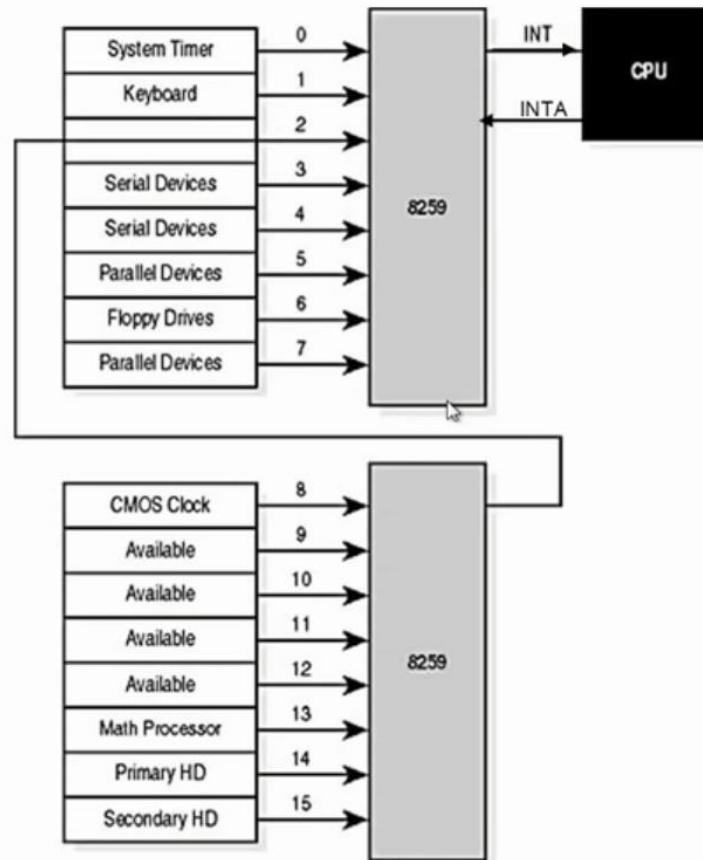 System Timer 0 INT CPU
Keyboard 1
2 INTA
Serial Devices 3
8259
Serial Devices 4
Parallel Devices 5
Floppy Drives 6
Parallel Devices 7
CMOS Clock 8
Available 9
Available 10
Available 11
8259
Available 12
Math Processor 13
Primary HD 14
Secondary HD 15